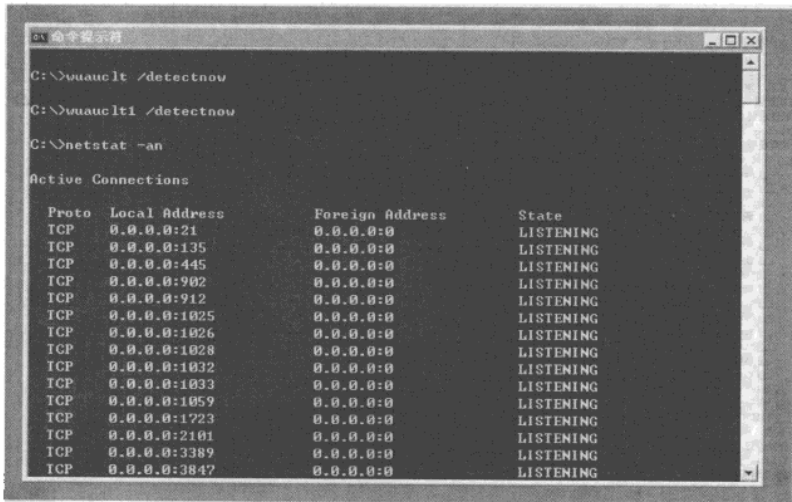 命令提示符
C:\>wuauclt /detectnow
C:\>wuauclt1 /detectnow
C:\>netstat -an
Active Connections
Proto Local Address Foreign Address State
TCP 0.0.0.0:21 0.0.0.0:0 LISTENING
TCP 0.0.0.0:135 0.0.0.0:0 LISTENING
TCP 0.0.0.0:445 0.0.0.0:0 LISTENING
TCP 0.0.0.0:902 0.0.0.0:0 LISTENING
TCP 0.0.0.0:912 0.0.0.0:0 LISTENING
TCP 0.0.0.0:1025 0.0.0.0:0 LISTENING
TCP 0.0.0.0:1026 0.0.0.0:0 LISTENING
TCP 0.0.0.0:1028 0.0.0.0:0 LISTENING
TCP 0.0.0.0:1032 0.0.0.0:0 LISTENING
TCP 0.0.0.0:1033 0.0.0.0:0 LISTENING
TCP 0.0.0.0:1059 0.0.0.0:0 LISTENING
TCP 0.0.0.0:1723 0.0.0.0:0 LISTENING
TCP 0.0.0.0:2101 0.0.0.0:0 LISTENING
TCP 0.0.0.0:3389 0.0.0.0:0 LISTENING
TCP 0.0.0.0:3847 0.0.0.0:0 LISTENING